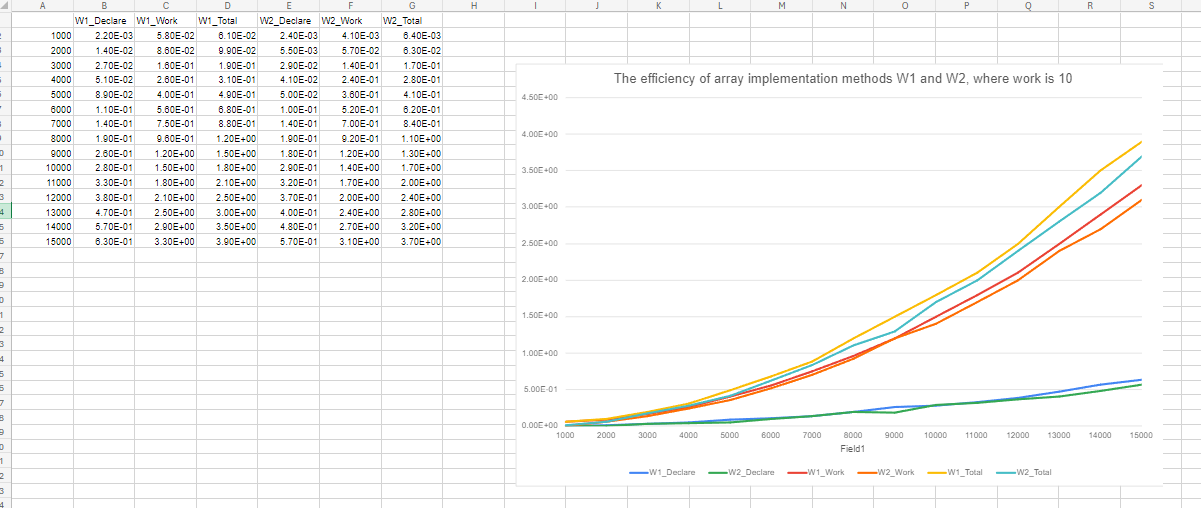 A B C D E F G H I J K L M N O P Q R S
W1_Declare W1_Work W1_Total W2_Declare W2_Work W2_Total
1000 2.20E-03 5.80E-02 6.10E-02 2.40E-03 4.10E-03 6.40E-03
2000 1.40E-02 8.60E-02 9.90E-02 5.50E-03 5.70E-02 6.30E-02
3000 2.70E-02 1.60E-01 1.90E-01 2.90E-02 1.40E-01 1.70E-01
4000 5.10E-02 2.60E-01 3.10E-01 4.10E-02 2.40E-01 2.80E-01
5000 8.90E-02 4.00E-01 4.90E-01 5.00E-02 3.60E-01 4.10E-01
6000 1.10E-01 5.60E-01 6.80E-01 1.00E-01 5.20E-01 6.20E-01
7000 1.40E-01 7.50E-01 8.80E-01 1.40E-01 7.00E-01 8.40E-01
8000 1.90E-01 9.60E-01 1.20E+00 1.90E-01 9.20E-01 1.10E+00
9000 2.60E-01 1.20E+00 1.50E+00 1.80E-01 1.20E+00 1.30E+00
10000 2.80E-01 1.50E+00 1.80E+00 2.90E-01 1.40E+00 1.70E+00
11000 3.30E-01 1.80E+00 2.10E+00 3.20E-01 1.70E+00 2.00E+00
12000 3.80E-01 2.10E+00 2.50E+00 3.70E-01 2.00E+00 2.40E+00
13000 4.70E-01 2.50E+00 3.00E+00 4.00E-01 2.40E+00 2.80E+00
14000 5.70E-01 2.90E+00 3.50E+00 4.80E-01 2.70E+00 3.20E+00
15000 6.30E-01 3.30E+00 3.90E+00 5.70E-01 3.10E+00 3.70E+00
The efficiency of array implementation methods W1 and W2, where work is 10
4.50E+00
4.00E+00
3.50E+00
3.00E+00
2.50E+00
2.00E+00
1.50E+00
1.00E+00
5.00E-01
0.00E+00
1000 2000 3000 4000 5000 6000 7000 8000 9000 10000 11000 12000 13000 14000 15000
Field1
W1_Declare W2_Declare W1_Work W2_Work W1_Total W2_Total